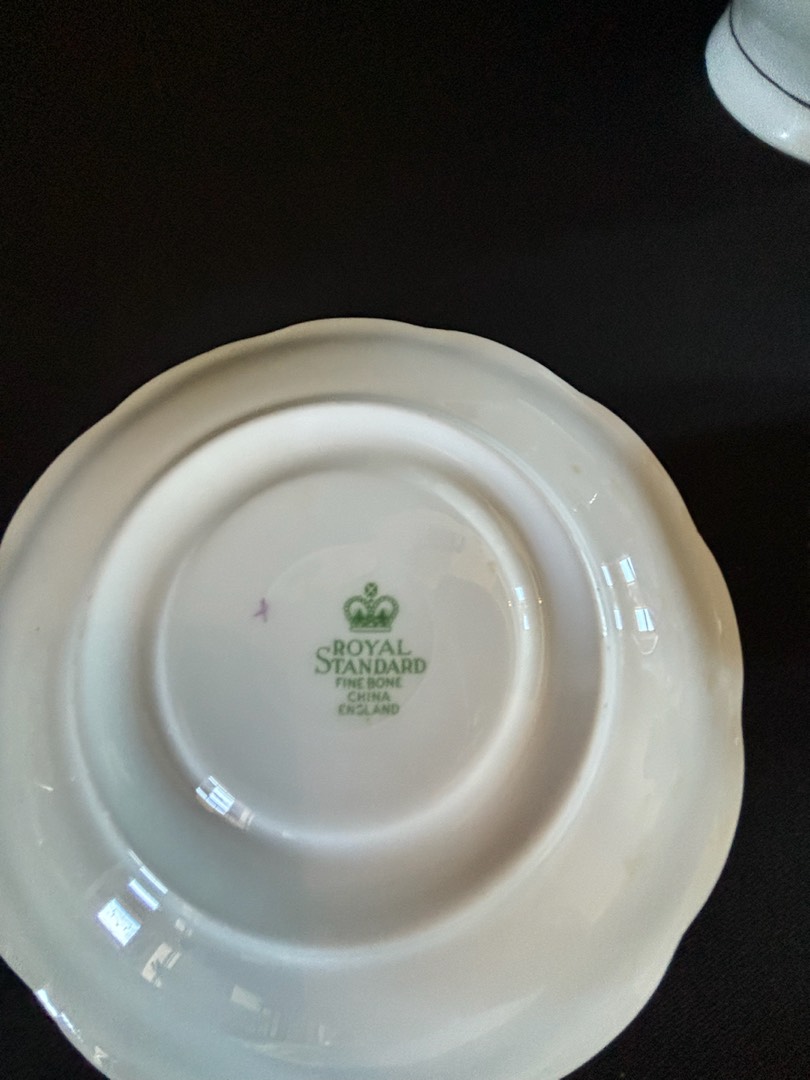 ROYAL
STANDARD
FINE BONE
CHINA
ENGLAND